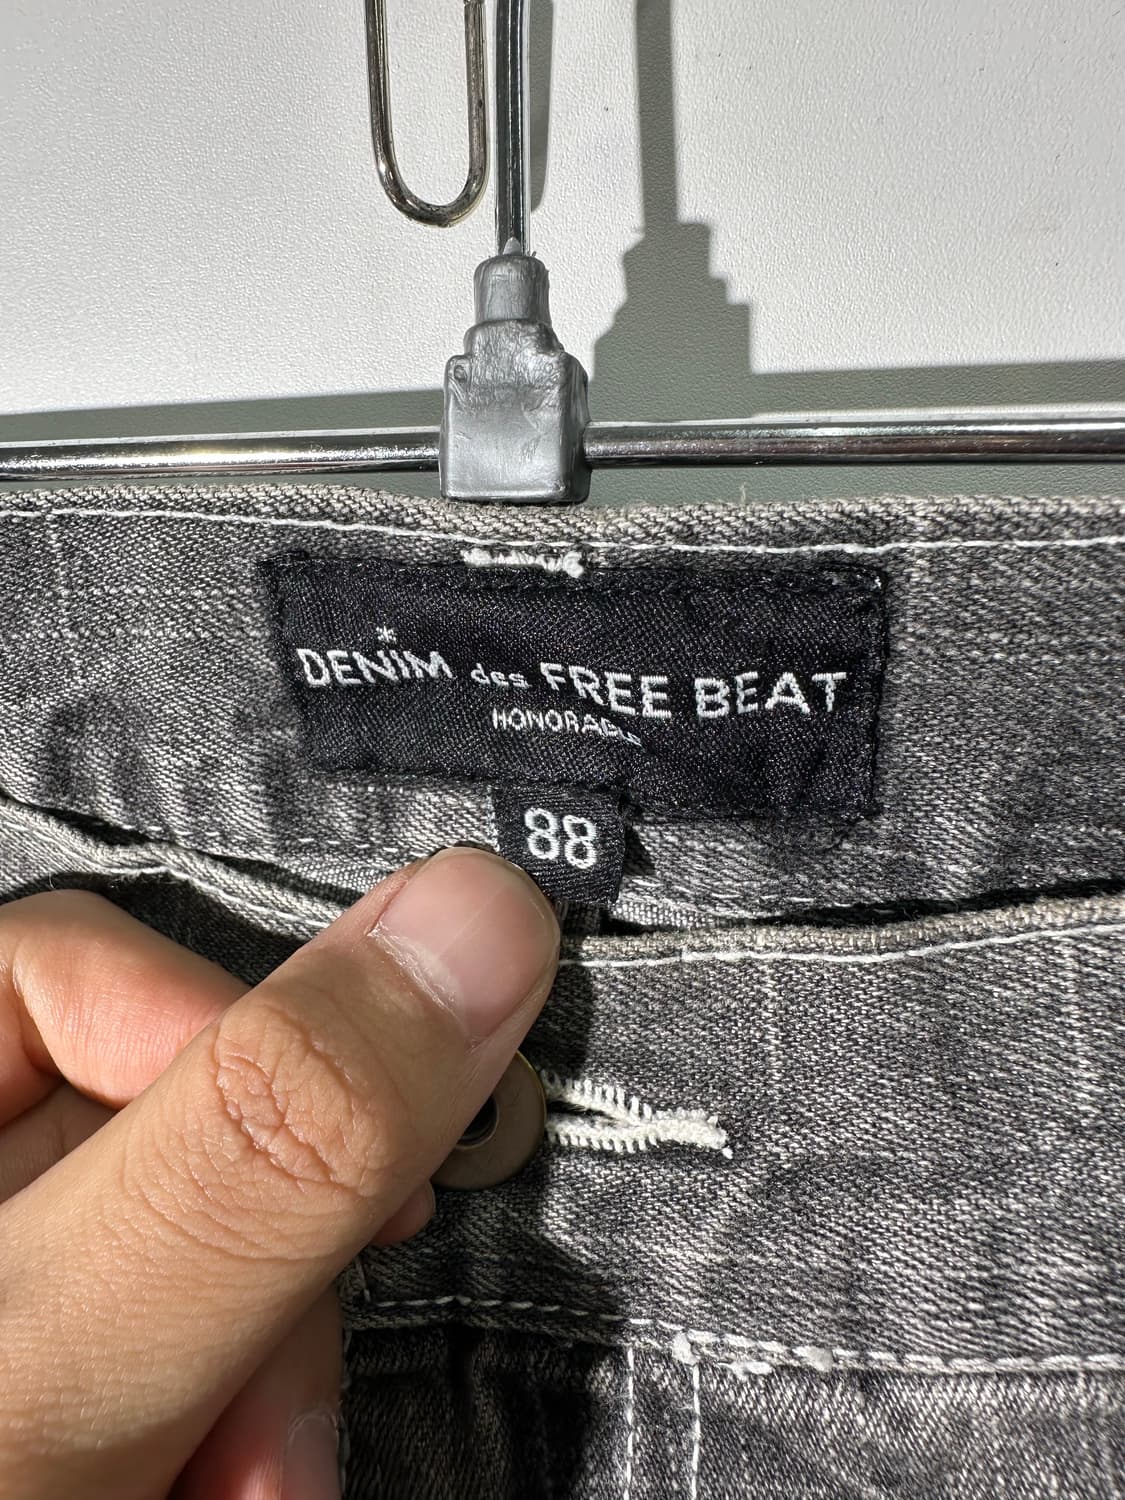 DENIM des FREE BEAT
HONORABLE
88